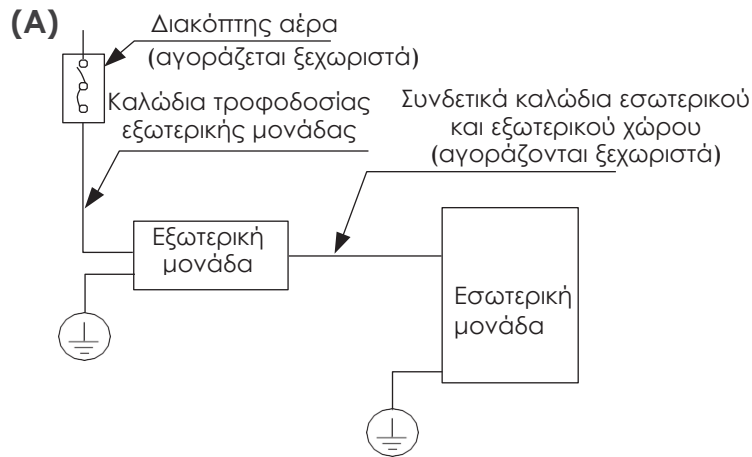 (A)
Διακόπτης αέρα
(αγοράζεται ξεχωριστά)
Καλώδια τροφοδοσίας
εξωτερικής μονάδας
Συνδετικά καλώδια εσωτερικού
και εξωτερικού χώρου
(αγοράζονται ξεχωριστά)
Εξωτερική
μονάδα
Εσωτερική
μονάδα